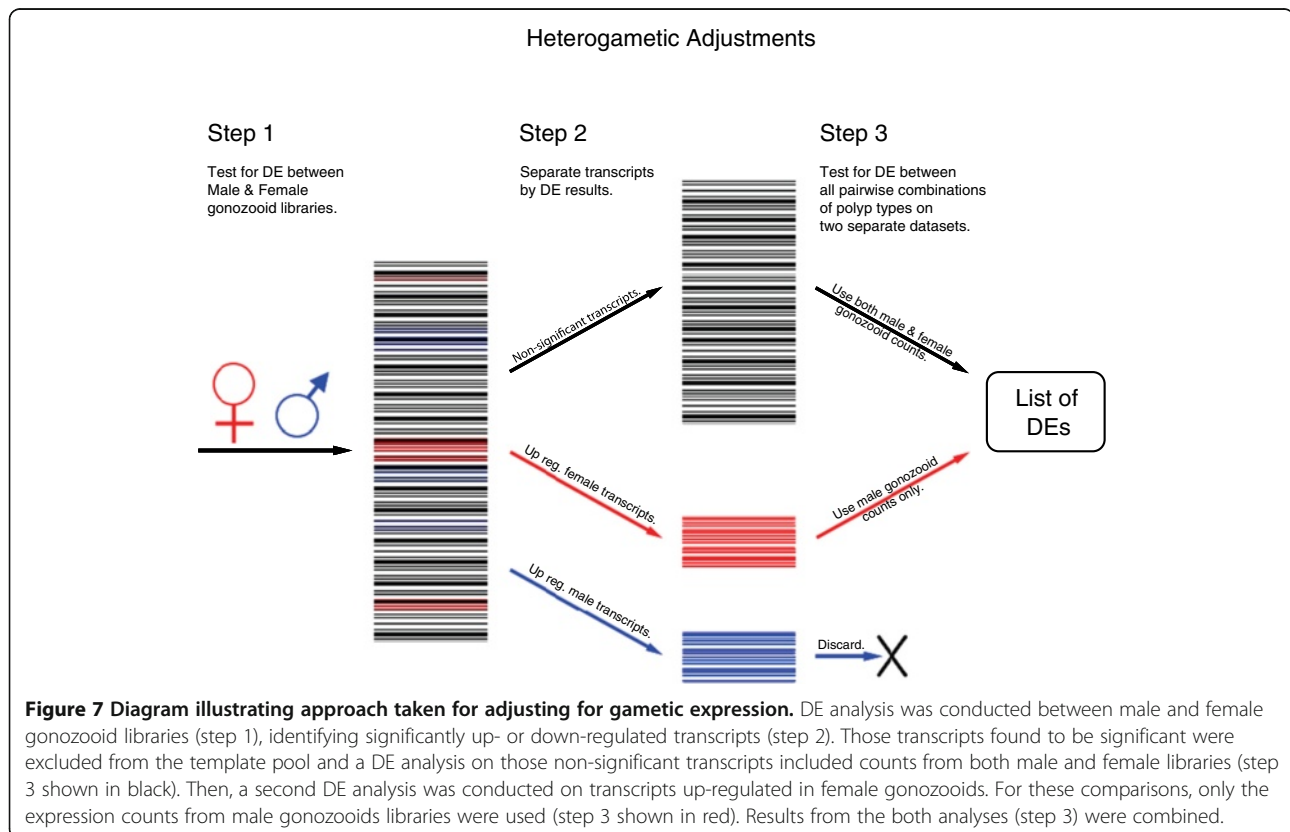 Heterogametic Adjustments
Step 1
Test for DE between
Male & Female
gonozooid libraries.
Step 2
Separate transcripts
by DE results.
Step 3
Test for DE between
all pairwise combinations
of polyp types on
two separate datasets.
Non-significant transcripts.
Use both male & female
gonozooid counts.
List of
DEs
Up reg. female transcripts.
Use male gonozooid
counts only.
Up reg. male transcripts.
Discard.
Figure 7 Diagram illustrating approach taken for adjusting for gametic expression. DE analysis was conducted between male and female
gonozooid libraries (step 1), identifying significantly up- or down-regulated transcripts (step 2). Those transcripts found to be significant were
excluded from the template pool and a DE analysis on those non-significant transcripts included counts from both male and female libraries (step
3 shown in black). Then, a second DE analysis was conducted on transcripts up-regulated in female gonozooids. For these comparisons, only the
expression counts from male gonozooids libraries were used (step 3 shown in red). Results from the both analyses (step 3) were combined.